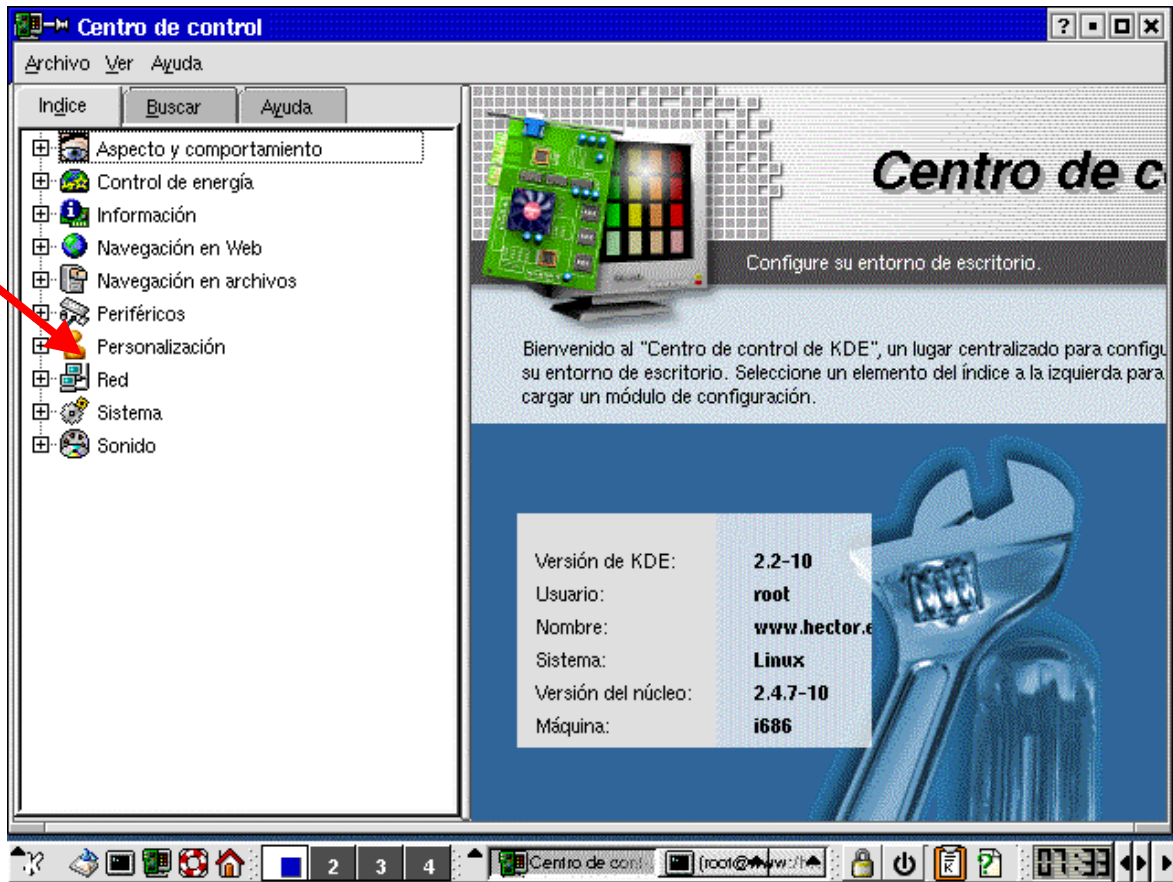 Centro de control
Archivo Ver Ayuda
Indice Buscar Ayuda
Aspecto y comportamiento
Control de energía
Información
Navegación en Web
Navegación en archivos
Periféricos
Personalización
Red
Sistema
Sonido
Centro de c
Configure su entorno de escritorio.
Bienvenido al "Centro de control de KDE", un lugar centralizado para configu
su entorno de escritorio. Seleccione un elemento del índice a la izquierda para
cargar un módulo de configuración.
Versión de KDE: 2.2-10
Usuario: root
Nombre: www.hector.e
Sistema: Linux
Versión del núcleo: 2.4.7-10
Máquina: i686
2 3 4 Centro de cont (root@www:/h 07:33